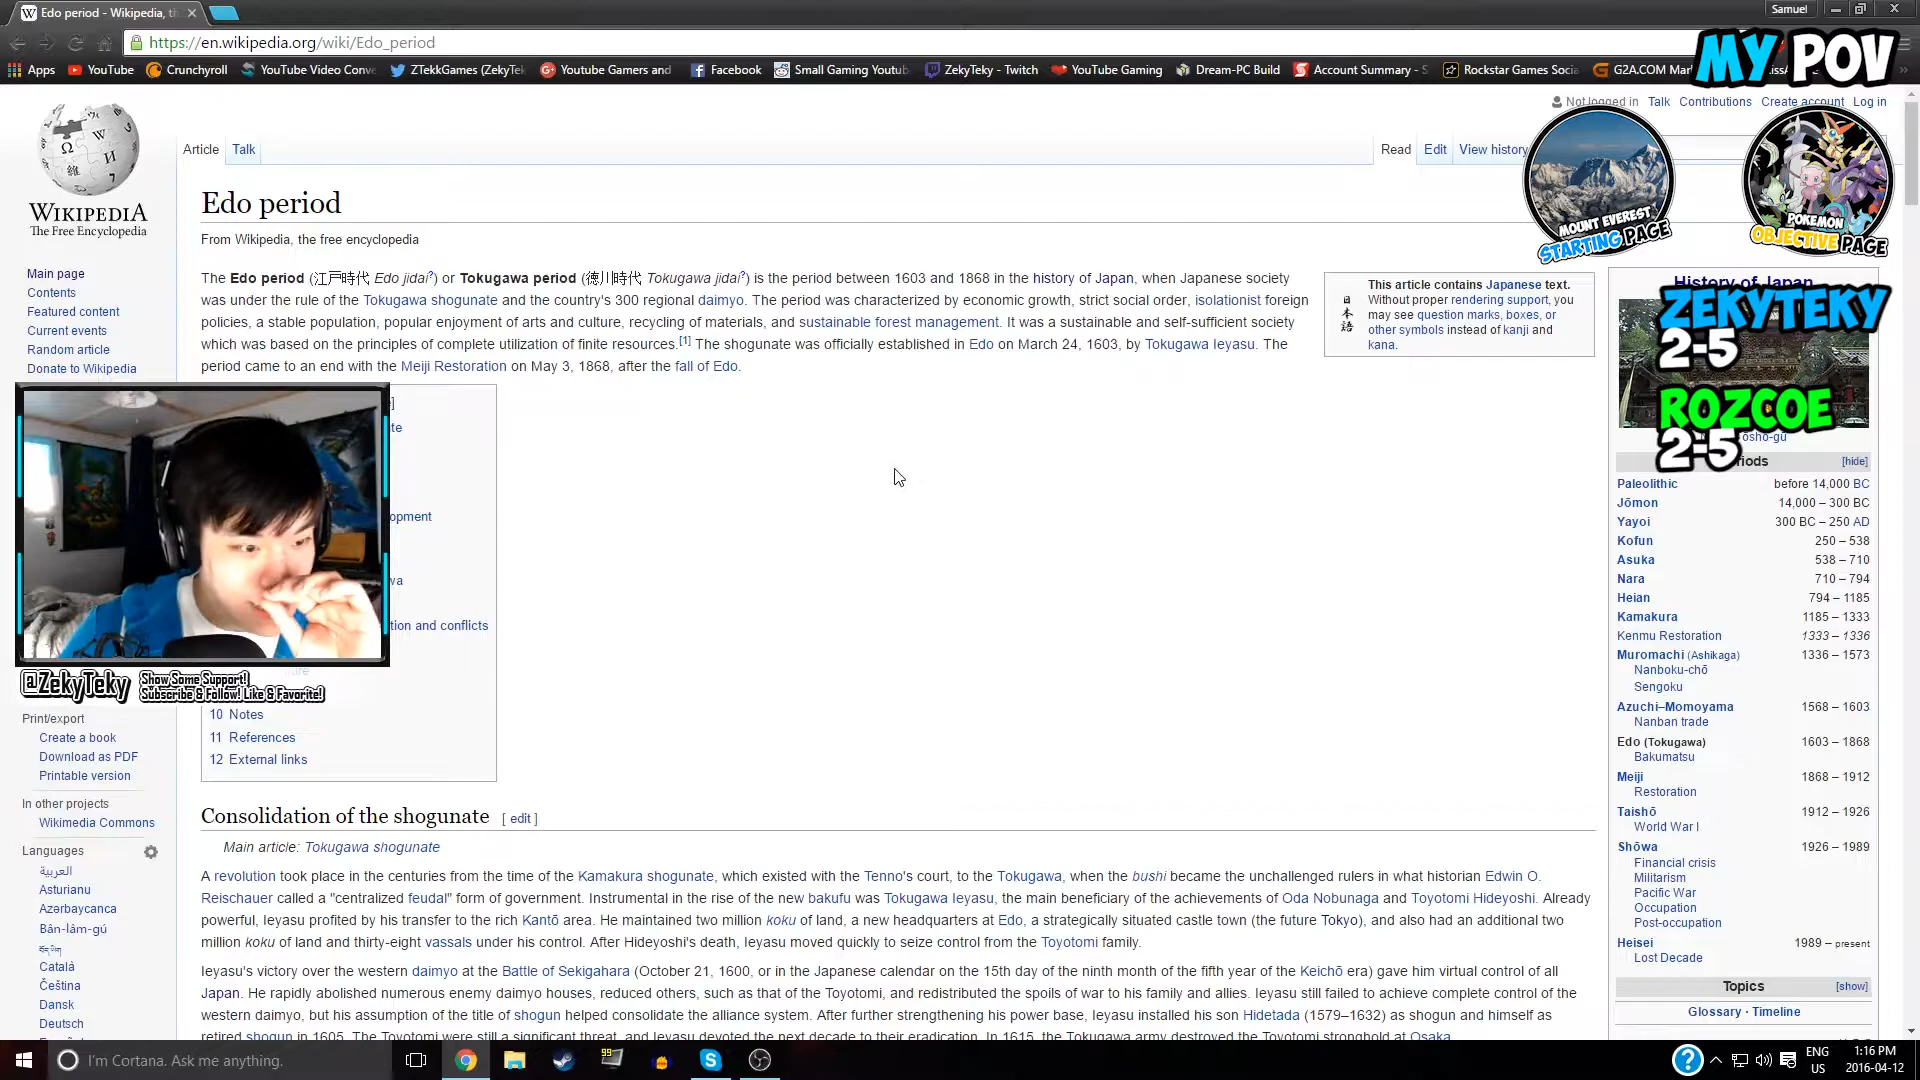 Edo period - Wikipedia, th
Samuel
https://en.wikipedia.org/wiki/Edo_period
Apps
YouTube
Crunchyroll
YouTube Video Conv
ZTekkGames (ZekyTek
Youtube Gamers and
Facebook
Small Gaming Youtub
ZekyTeky - Twitch
YouTube Gaming
Dream-PC Build
Account Summary - S
Rockstar Games Socia
G2A.COM Mar
MY POV
Not logged in
Talk
Contributions
Create account
Log in
WIKIPEDIA
The Free Encyclopedia
Article
Talk
Read
Edit
View history
MOUNT EVEREST
STARTING PAGE
POKEMON
OBJECTIVE PAGE
Edo period
From Wikipedia, the free encyclopedia
The Edo period (江戸時代 Edo jidai?) or Tokugawa period (徳川時代 Tokugawa jidai?) is the period between 1603 and 1868 in the history of Japan, when Japanese society
was under the rule of the Tokugawa shogunate and the country's 300 regional daimyo. The period was characterized by economic growth, strict social order, isolationist foreign
policies, a stable population, popular enjoyment of arts and culture, recycling of materials, and sustainable forest management. It was a sustainable and self-sufficient society
which was based on the principles of complete utilization of finite resources.[1] The shogunate was officially established in Edo on March 24, 1603, by Tokugawa Ieyasu. The
period came to an end with the Meiji Restoration on May 3, 1868, after the fall of Edo.
This article contains Japanese text.
Without proper rendering support, you
may see question marks, boxes, or
other symbols instead of kanji and
kana.
Main page
Contents
Featured content
Current events
Random article
Donate to Wikipedia
@ZekyTeky
Show Some Support!
Subscribe & Follow! Like & Favorite!
10 Notes
11 References
12 External links
Print/export
Create a book
Download as PDF
Printable version
In other projects
Wikimedia Commons
Languages
العربية
Asturianu
Azərbaycanca
Bân-lâm-gú
Català
Čeština
Dansk
Deutsch
Consolidation of the shogunate [ edit ]
Main article: Tokugawa shogunate
A revolution took place in the centuries from the time of the Kamakura shogunate, which existed with the Tenno's court, to the Tokugawa, when the bushi became the unchallenged rulers in what historian Edwin O.
Reischauer called a "centralized feudal" form of government. Instrumental in the rise of the new bakufu was Tokugawa Ieyasu, the main beneficiary of the achievements of Oda Nobunaga and Toyotomi Hideyoshi. Already
powerful, Ieyasu profited by his transfer to the rich Kantō area. He maintained two million koku of land, a new headquarters at Edo, a strategically situated castle town (the future Tokyo), and also had an additional two
million koku of land and thirty-eight vassals under his control. After Hideyoshi's death, Ieyasu moved quickly to seize control from the Toyotomi family.
Ieyasu's victory over the western daimyo at the Battle of Sekigahara (October 21, 1600, or in the Japanese calendar on the 15th day of the ninth month of the fifth year of the Keichō era) gave him virtual control of all
Japan. He rapidly abolished numerous enemy daimyo houses, reduced others, such as that of the Toyotomi, and redistributed the spoils of war to his family and allies. Ieyasu still failed to achieve complete control of the
western daimyo, but his assumption of the title of shogun helped consolidate the alliance system. After further strengthening his power base, Ieyasu installed his son Hidetada (1579–1632) as shogun and himself as
retired shogun in 1605. The Toyotomi were still a significant threat, and Ieyasu devoted the next decade to their eradication. In 1615, the Tokugawa army destroyed the Toyotomi stronghold at Osaka.
History of Japan
ZEKYTEKY
2-5
ROZCOE
2-5
[hide]
Paleolithic before 14,000 BC
Jōmon 14,000 – 300 BC
Yayoi 300 BC – 250 AD
Kofun 250 – 538
Asuka 538 – 710
Nara 710 – 794
Heian 794 – 1185
Kamakura 1185 – 1333
Kenmu Restoration 1333 – 1336
Muromachi (Ashikaga) 1336 – 1573
Nanboku-chō
Sengoku
Azuchi–Momoyama 1568 – 1603
Nanban trade
Edo (Tokugawa) 1603 – 1868
Bakumatsu
Meiji 1868 – 1912
Restoration
Taishō 1912 – 1926
World War I
Shōwa 1926 – 1989
Financial crisis
Militarism
Pacific War
Occupation
Post-occupation
Heisei 1989 – present
Lost Decade
Topics [show]
Glossary · Timeline
I'm Cortana. Ask me anything.
ENG
US
1:16 PM
2016-04-12